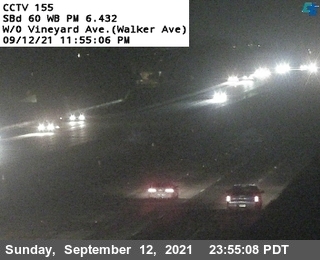 CCTV 155
SBd 60 WB PM 6.432
W/O Vineyard Ave.(Walker Ave)
09/12/21 11:55:06 PM
Sunday, September 12, 2021 23:55:08 PDT